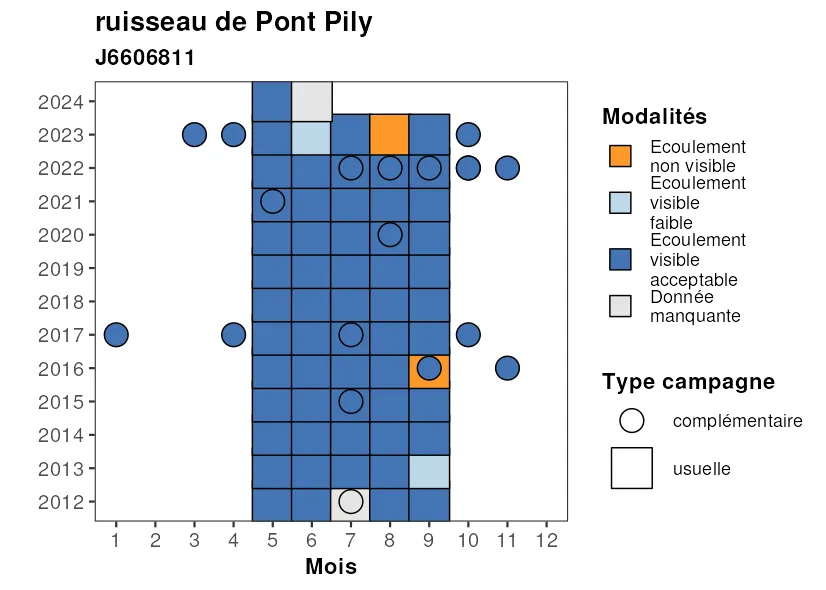 ruisseau de Pont Pily
J6606811
2024
2023
2022
2021
2020
2019
2018
2017
2016
2015
2014
2013
2012
1 2 3 4 5 6 7 8 9 10 11 12
Mois
Modalités
Ecoulement
non visible
Ecoulement
visible
faible
Ecoulement
visible
acceptable
Donnée
manquante
Type campagne
complémentaire
usuelle